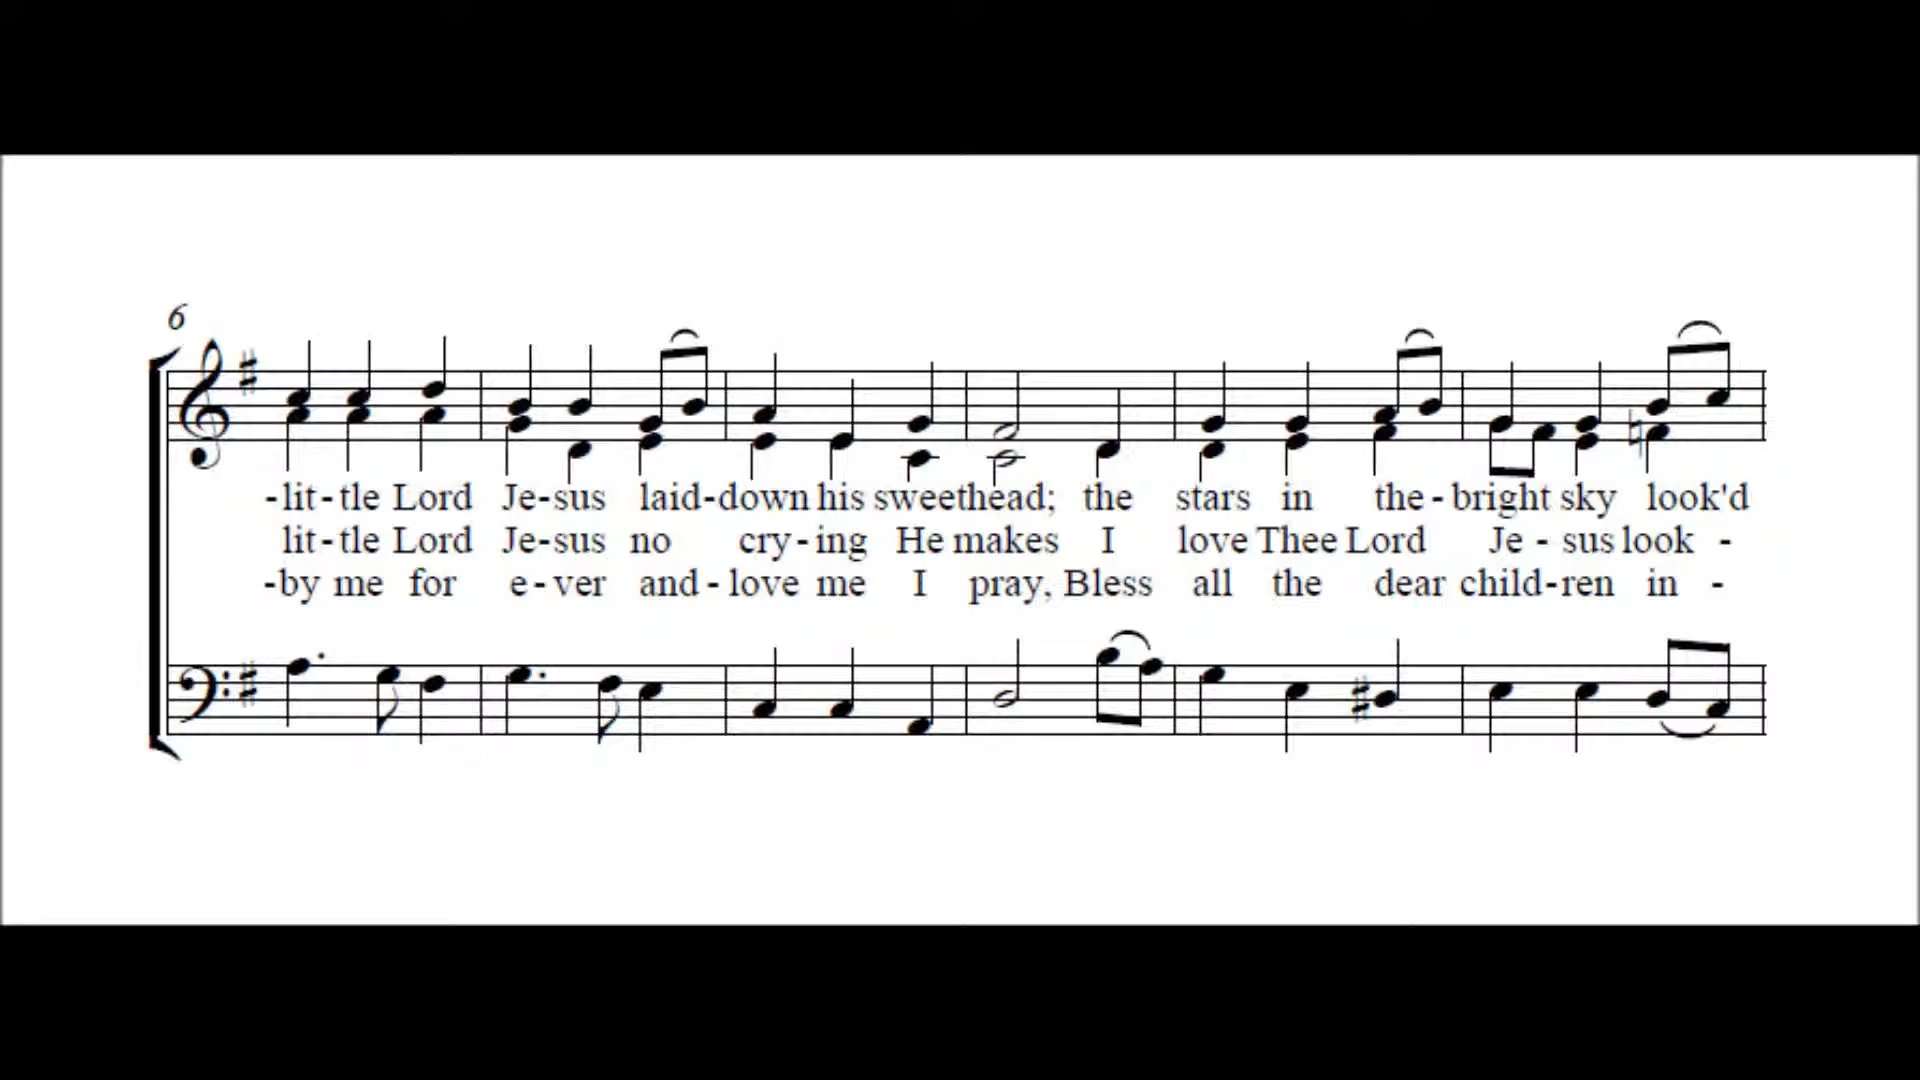 6
-lit-tle Lord Je-sus laid-down his sweethead; the stars in the-bright sky look'd
lit-tle Lord Je-sus no cry-ing He makes I love Thee Lord Je - sus look -
-by me for e-ver and-love me I pray, Bless all the dear child-ren in -